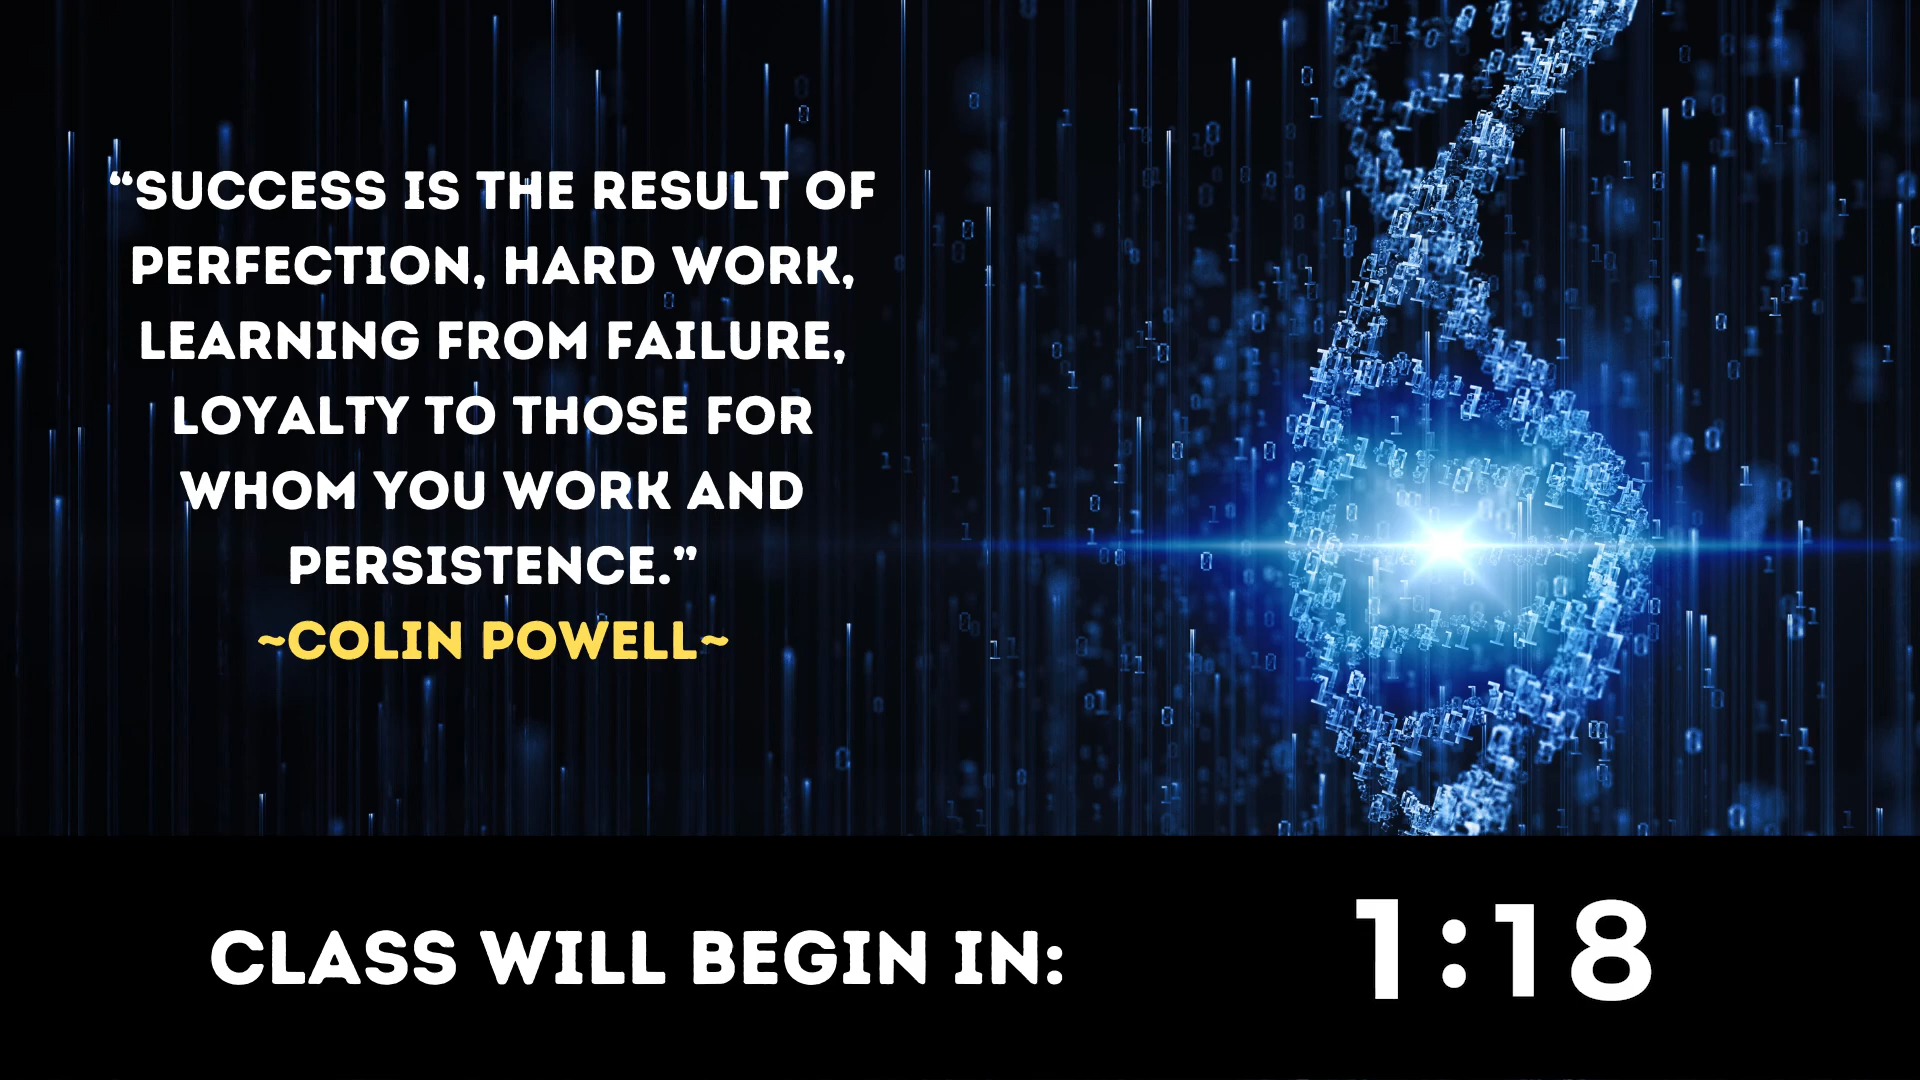 “SUCCESS IS THE RESULT OF
PERFECTION, HARD WORK,
LEARNING FROM FAILURE,
LOYALTY TO THOSE FOR
WHOM YOU WORK AND
PERSISTENCE.”
~COLIN POWELL~
CLASS WILL BEGIN IN: 1:18